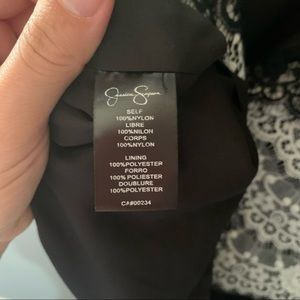 Jessica Simpson
SELF
100%NYLON
LIBRE
100%NILON
CORPS
100%NYLON
LINING
100%POLYESTER
FORRO
100%POLIESTER
DOUBLURE
100%POLYESTER
CA#00234